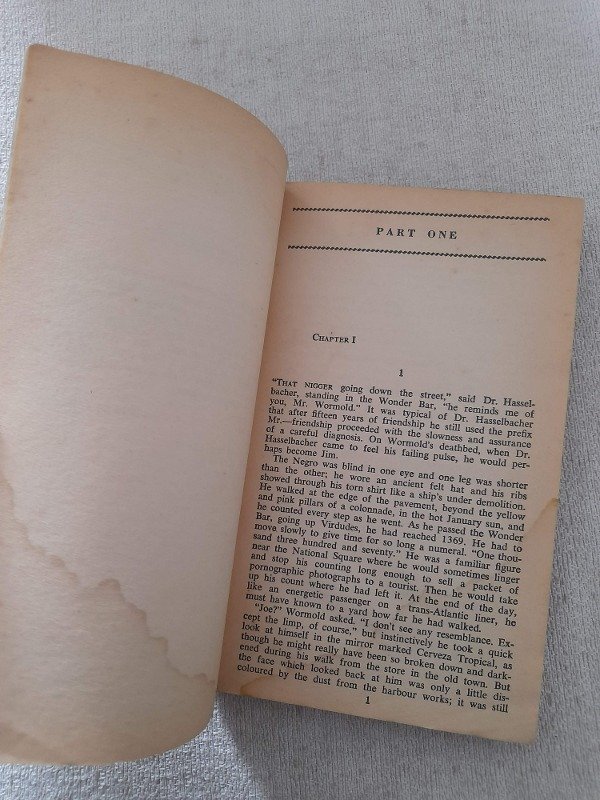 PART ONE
CHAPTER I
1
"THAT NIGGER going down the street," said Dr. Hassel-
bacher, standing in the Wonder Bar, "he reminds me of
you, Mr. Wormold." It was typical of Dr. Hasselbacher
that after fifteen years of friendship he still used the prefix
Mr.—friendship proceeded with the slowness and assurance
of a careful diagnosis. On Wormold's deathbed, when Dr.
Hasselbacher came to feel his failing pulse, he would per-
haps become Jim.
The Negro was blind in one eye and one leg was shorter
than the other; he wore an ancient felt hat and his ribs
showed through his torn shirt like a ship's under demolition.
He walked at the edge of the pavement, beyond the yellow
and pink pillars of a colonnade, in the hot January sun, and
he counted every step as he went. As he passed the Wonder
Bar, going up Virdudes, he had reached 1369. He had to
move slowly to give time for so long a numeral. "One thou-
sand three hundred and seventy." He was a familiar figure
near the National Square where he would sometimes linger
and stop his counting long enough to sell a packet of
pornographic photographs to a tourist. Then he would take
up his count where he had left it. At the end of the day,
like an energetic passenger on a trans-Atlantic liner, he
must have known to a yard how far he had walked.
"Joe?" Wormold asked. "I don't see any resemblance. Ex-
cept the limp, of course," but instinctively he took a quick
look at himself in the mirror marked Cerveza Tropical, as
though he might really have been so broken down and dark-
ened during his walk from the store in the old town. But
the face which looked back at him was only a little dis-
coloured by the dust from the harbour works; it was still
1